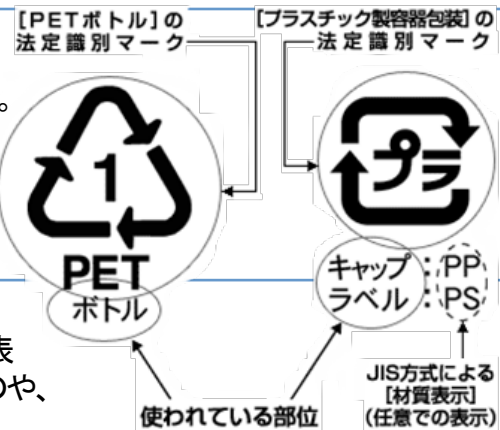 [PETボトル]の
法定識別マーク
[プラスチック製容器包装]の
法定識別マーク
。
1
PET
ボトル
プラ
キャップ：PP
ラベル：PS
表
や、
使われている部位
JIS方式による
[材質表示]
(任意での表示)